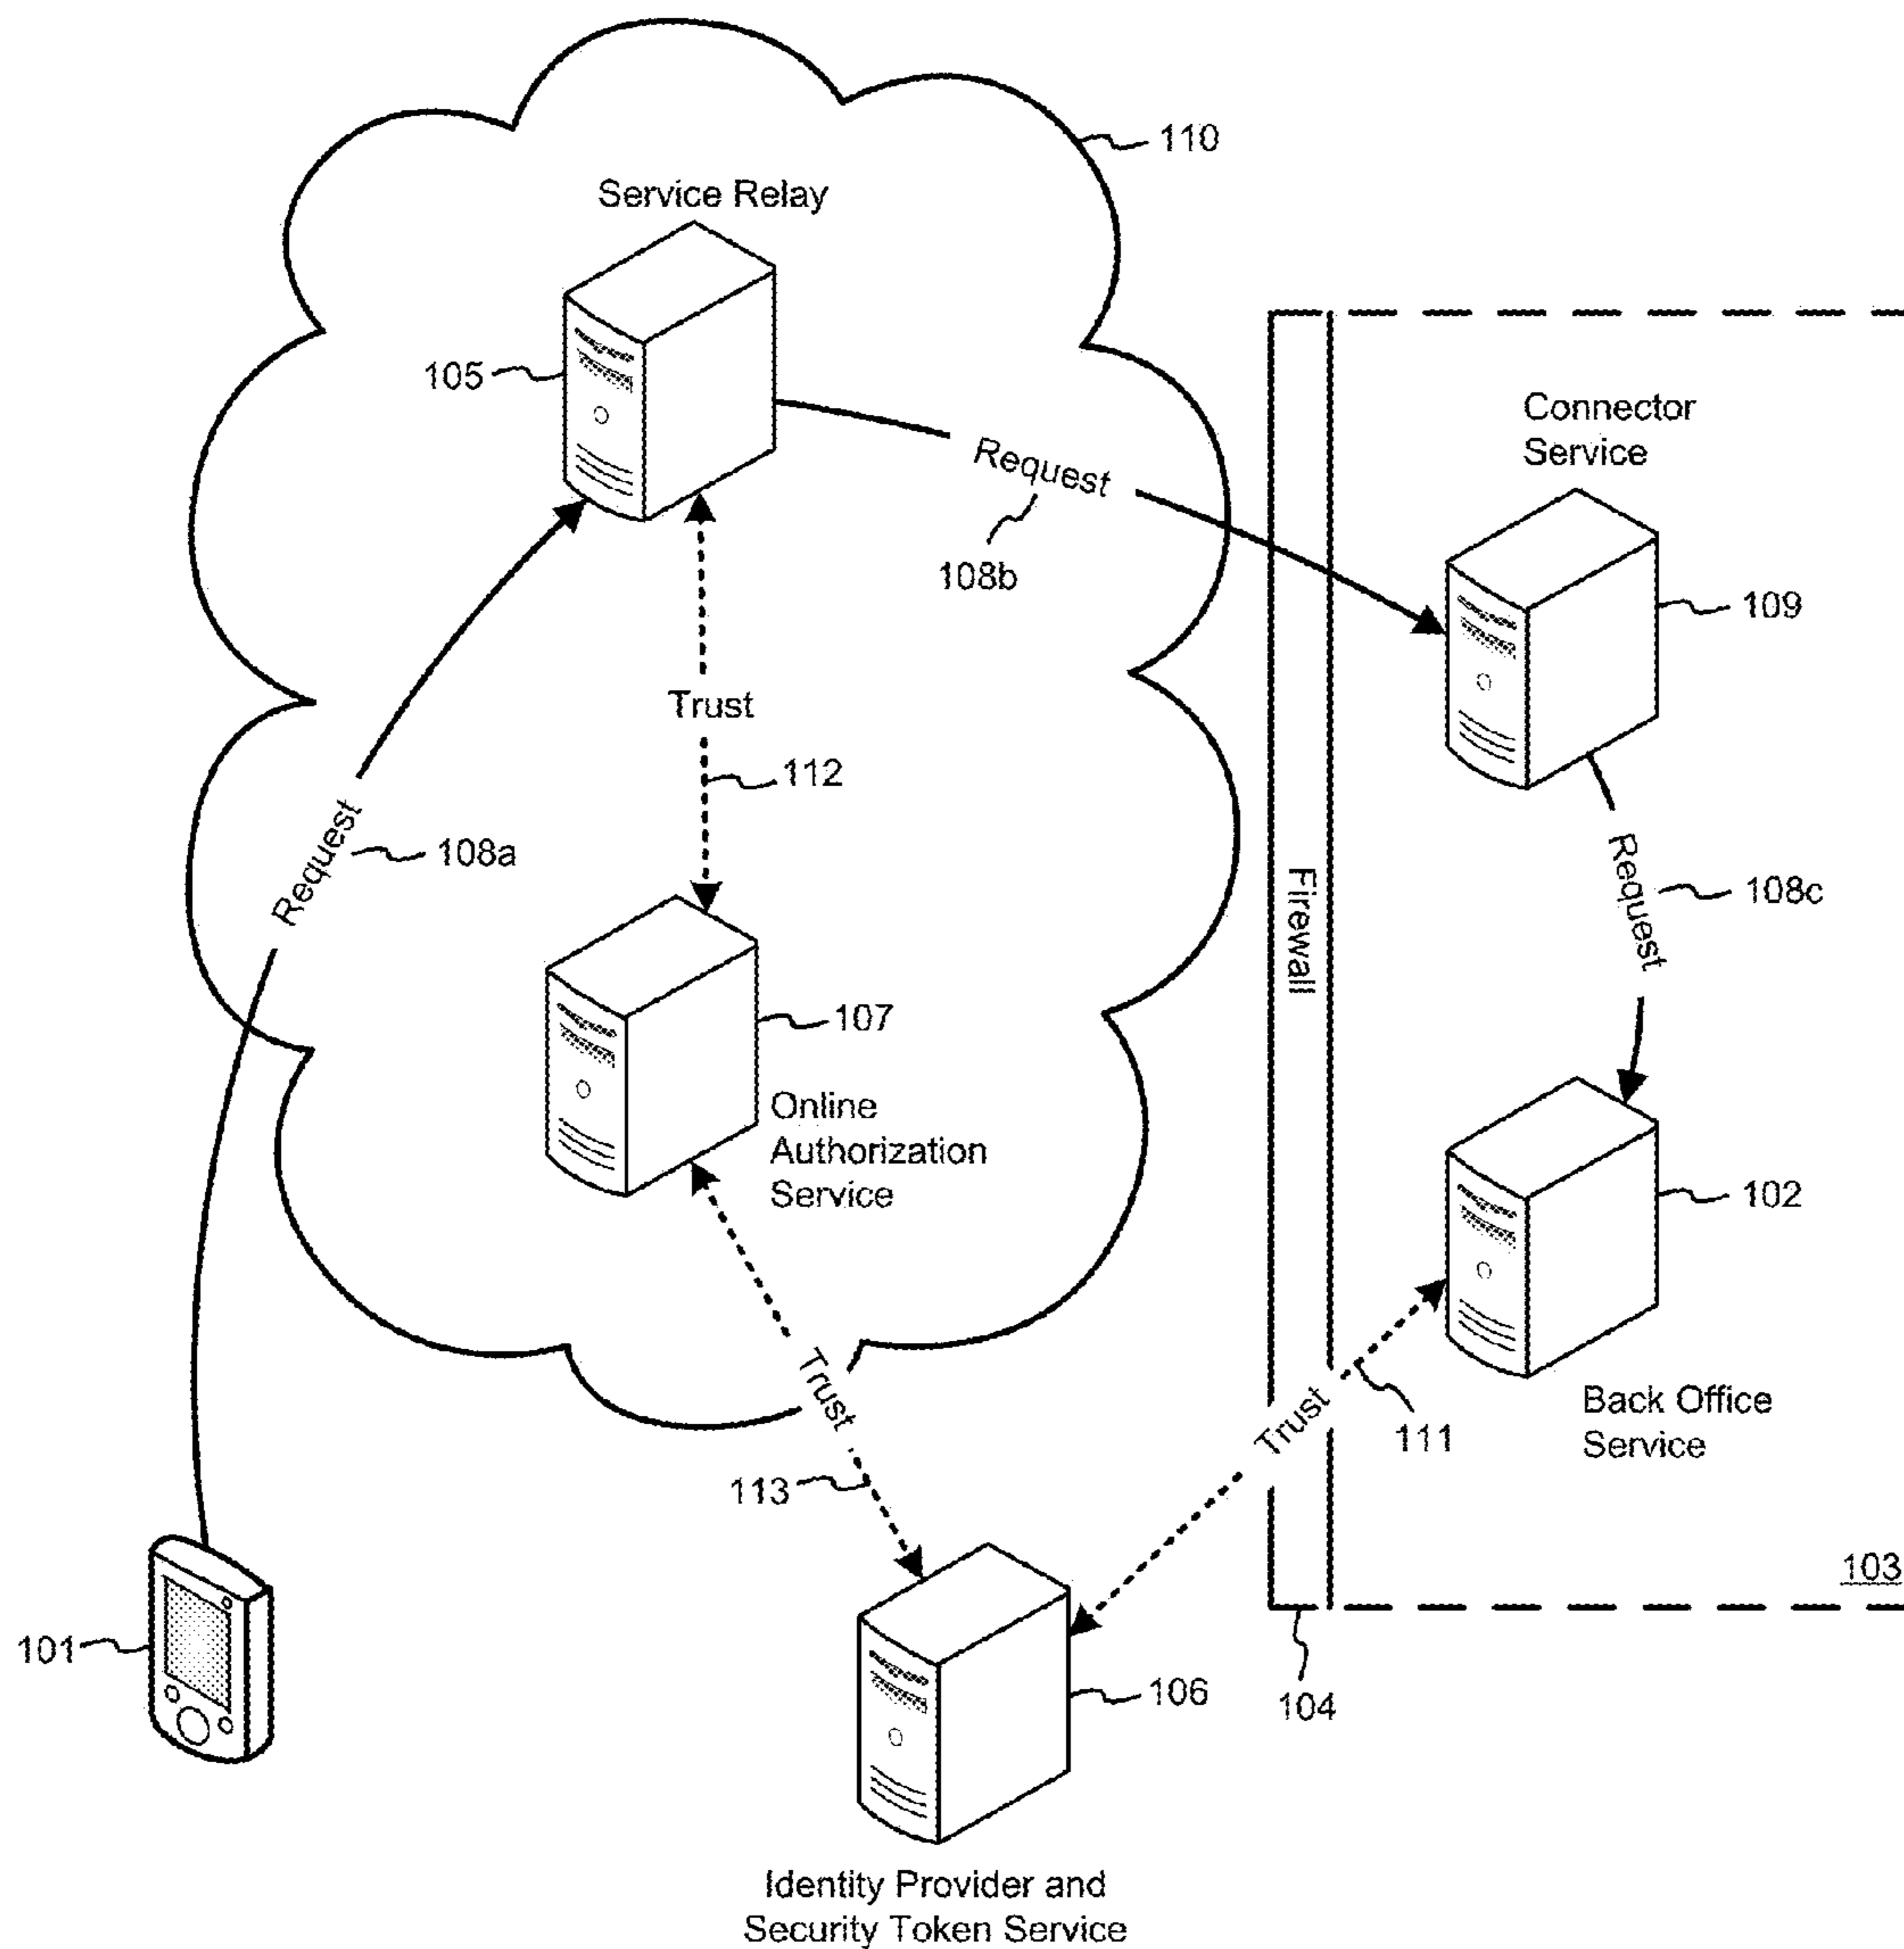 110
Service Relay
105
Connector
Service
Request
108b
109
Trust
112
Request
108a
Firewall
Request
108c
107
Online
Authorization
Service
102
Trust
113
Trust
111
Back Office
Service
103
101
106
104
Identity Provider and
Security Token Service